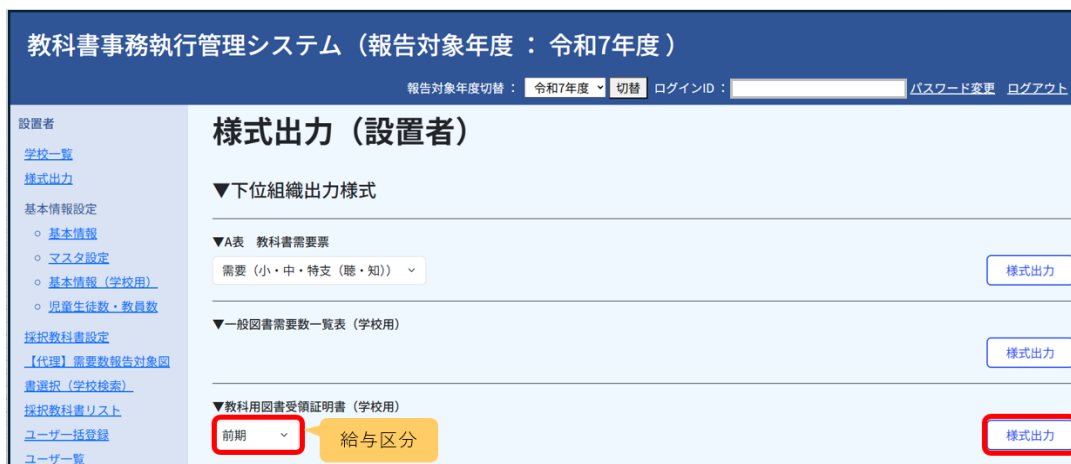 教科書事務執行管理システム（報告対象年度 ： 令和7年度 ）
報告対象年度切替 ： 令和7年度 切替 ログインID ： パスワード変更 ログアウト
設置者
学校一覧
様式出力
基本情報設定
基本情報
マスタ設定
基本情報（学校用）
児童生徒数・教員数
採択教科書設定
【代理】需要数報告対象図
書選択（学校検索）
採択教科書リスト
ユーザ一括登録
ユーザ一覧
様式出力（設置者）
▼下位組織出力様式
▼A表　教科書需要票
需要（小・中・特支（聴・知）） 様式出力
▼一般図書需要数一覧表（学校用）
様式出力
▼教科用図書受領証明書（学校用）
前期 給与区分 様式出力